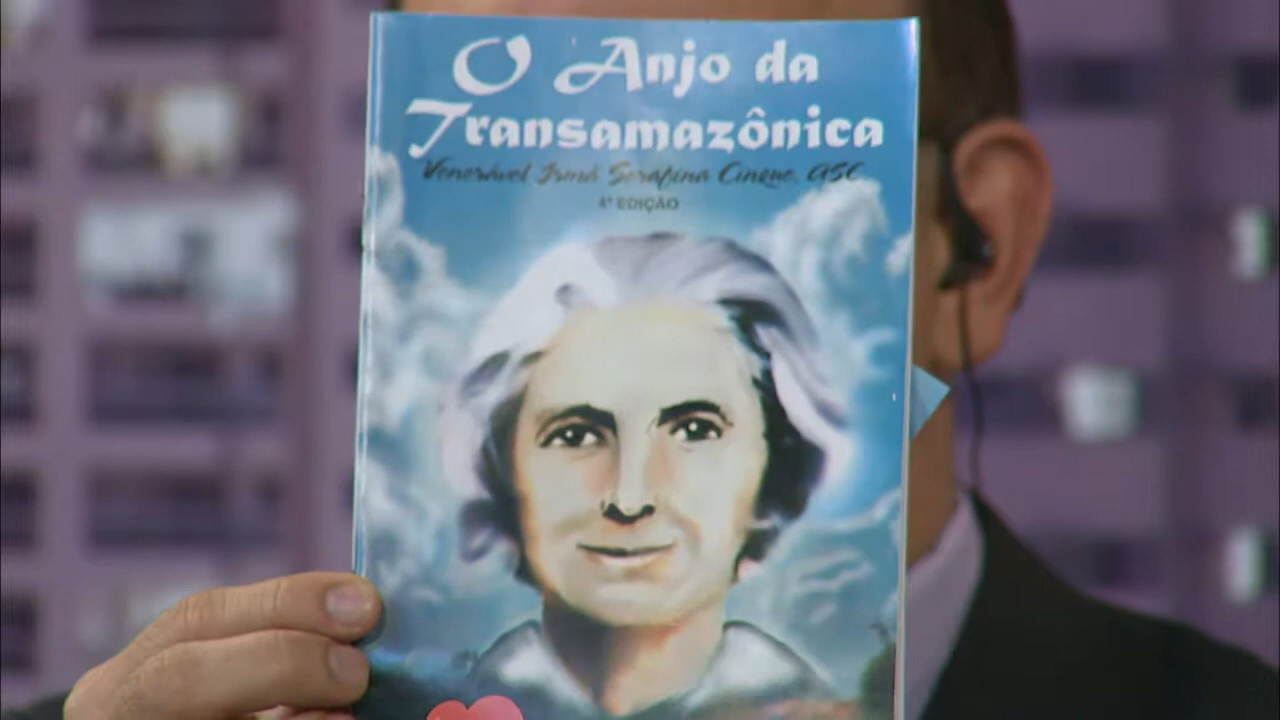 O Anjo da
Transamazônica
Venerável Irmã Serafina Cinque, ASC
4ª EDIÇÃO